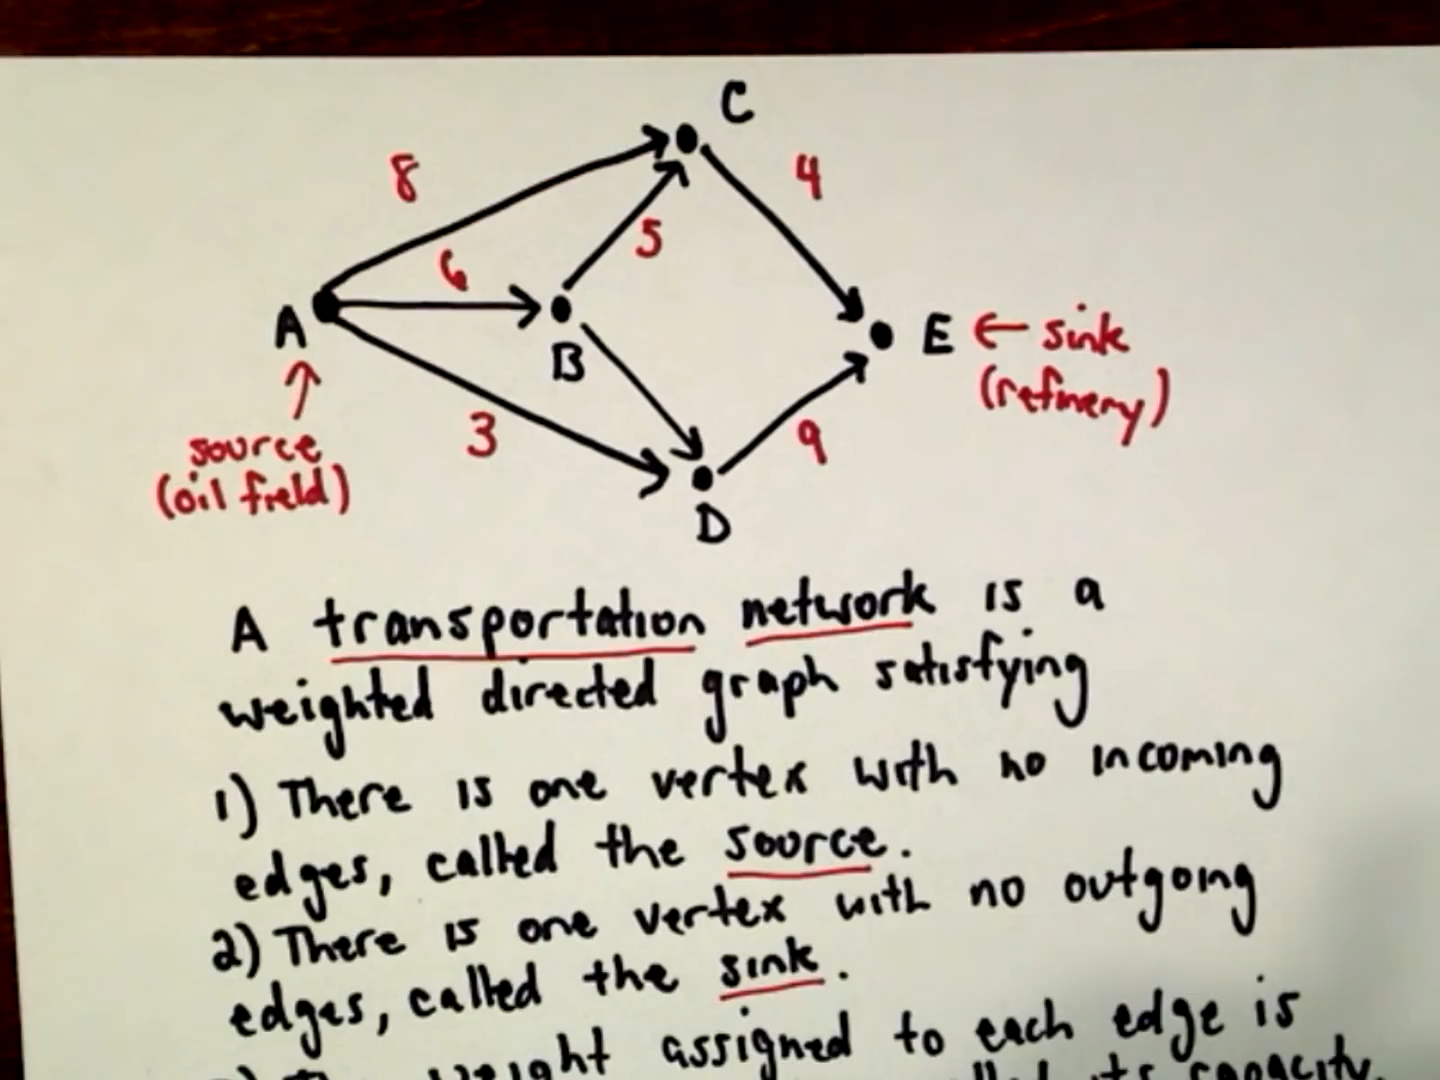 C
8
4
6
5
A
B
E ← sink
(refinery)
3
9
source
(oil field)
D
A transportation network is a
weighted directed graph satisfying
1) There is one vertex with no incoming
edges, called the source.
2) There is one vertex with no outgoing
edges, called the sink.
weight assigned to each edge is
its capacity.